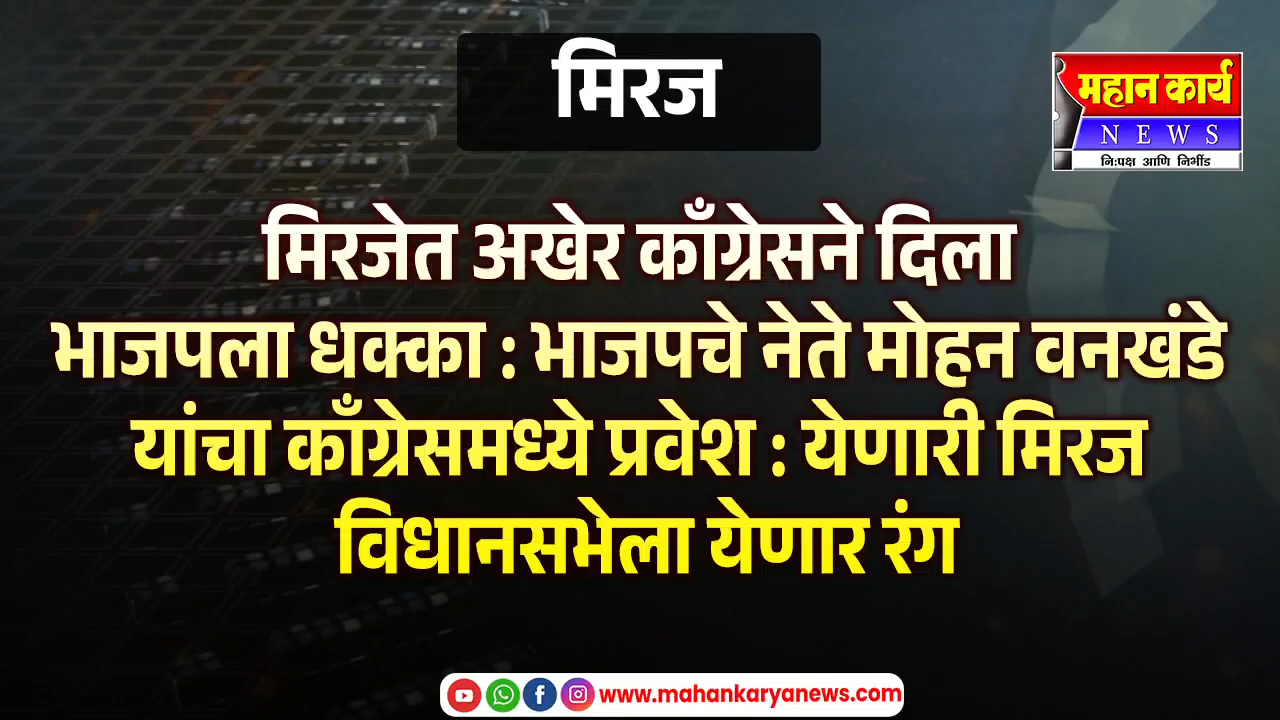 मिरज
महान कार्य
NEWS
नि:पक्ष आणि निर्भीड
मिरजेत अखेर काँग्रेसने दिला
भाजपला धक्का : भाजपचे नेते मोहन वनखंडे
यांचा काँग्रेसमध्ये प्रवेश : येणारी मिरज
विधानसभेला येणार रंग
www.mahankaryanews.com